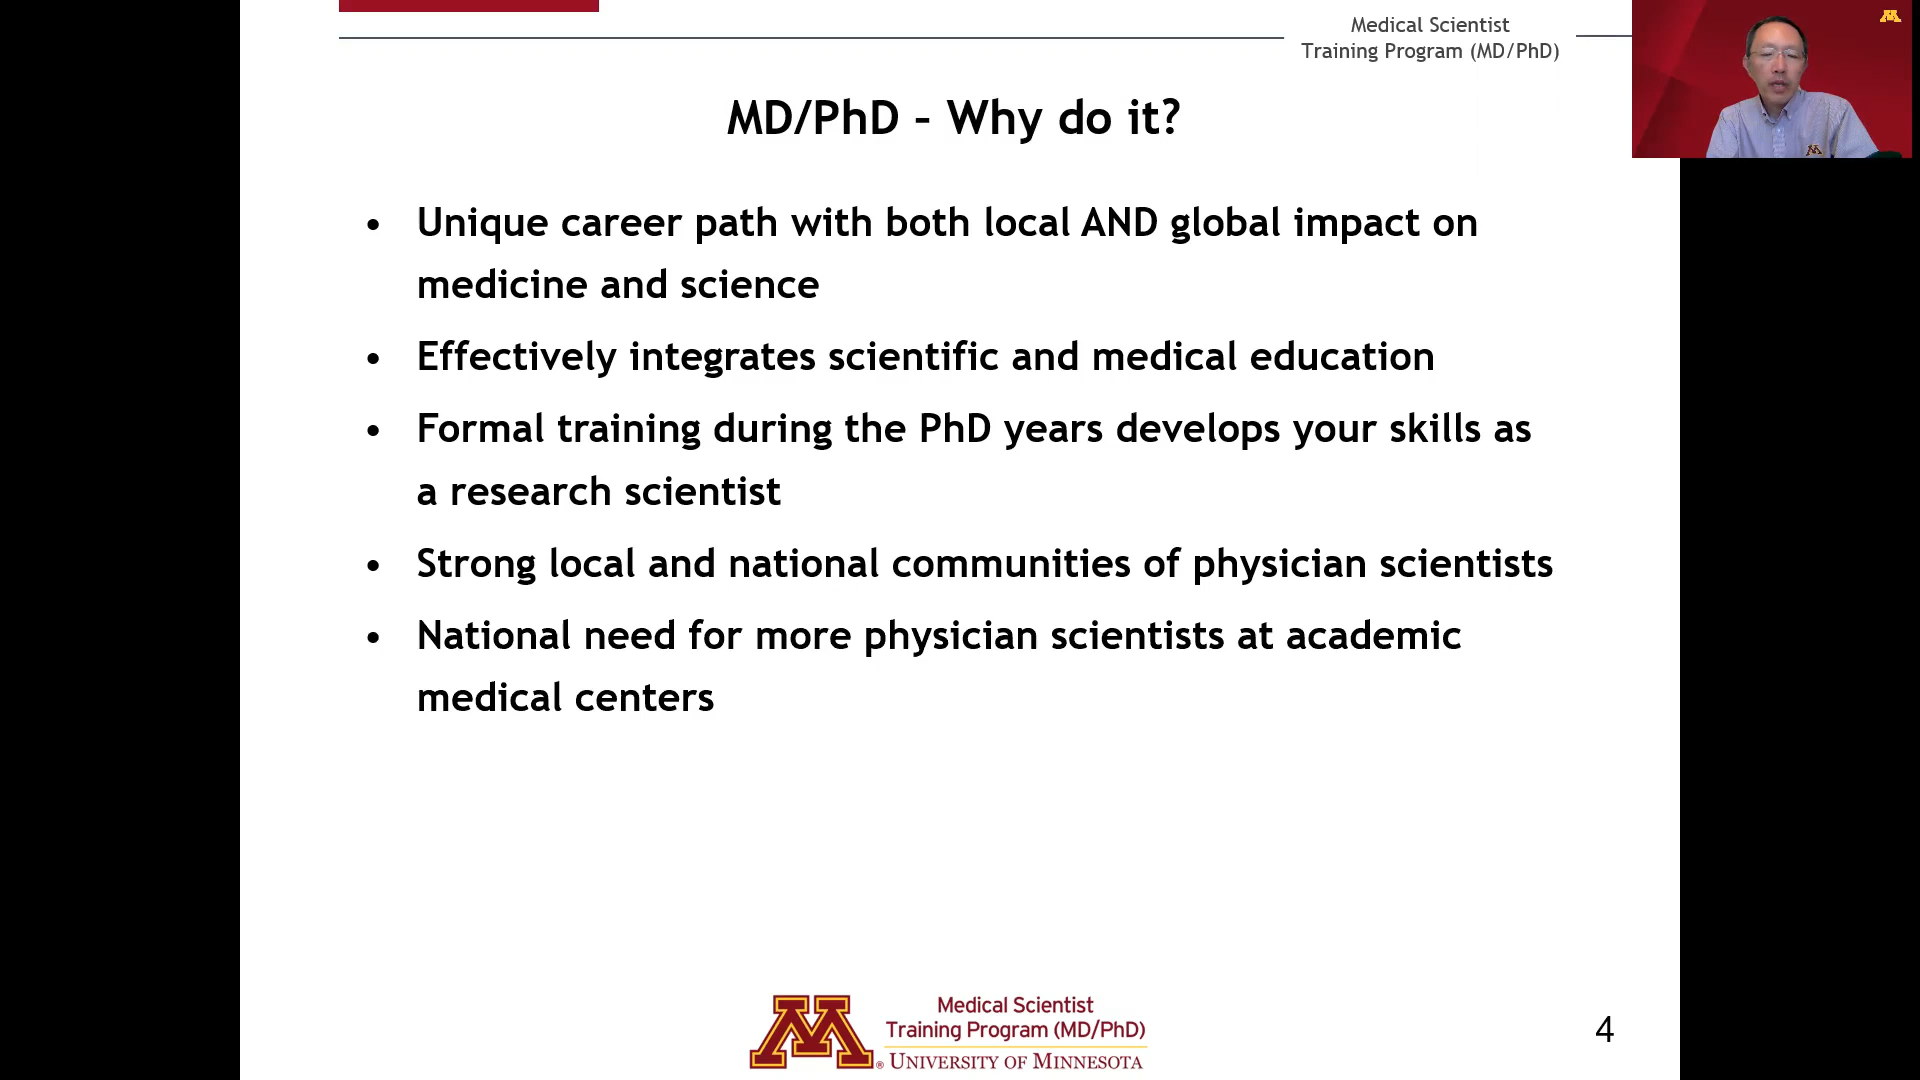 Medical Scientist
Training Program (MD/PhD)
MD/PhD – Why do it?
• Unique career path with both local AND global impact on
medicine and science
• Effectively integrates scientific and medical education
• Formal training during the PhD years develops your skills as
a research scientist
• Strong local and national communities of physician scientists
• National need for more physician scientists at academic
medical centers
M
M
M®
Medical Scientist
Training Program (MD/PhD)
UNIVERSITY OF MINNESOTA
4